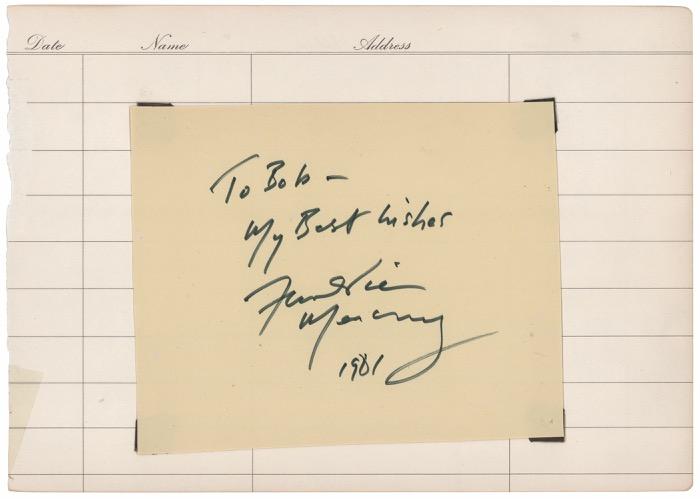 Date Name Address
To Bob –
My Best Wishes
Freddie
Mercury
1981